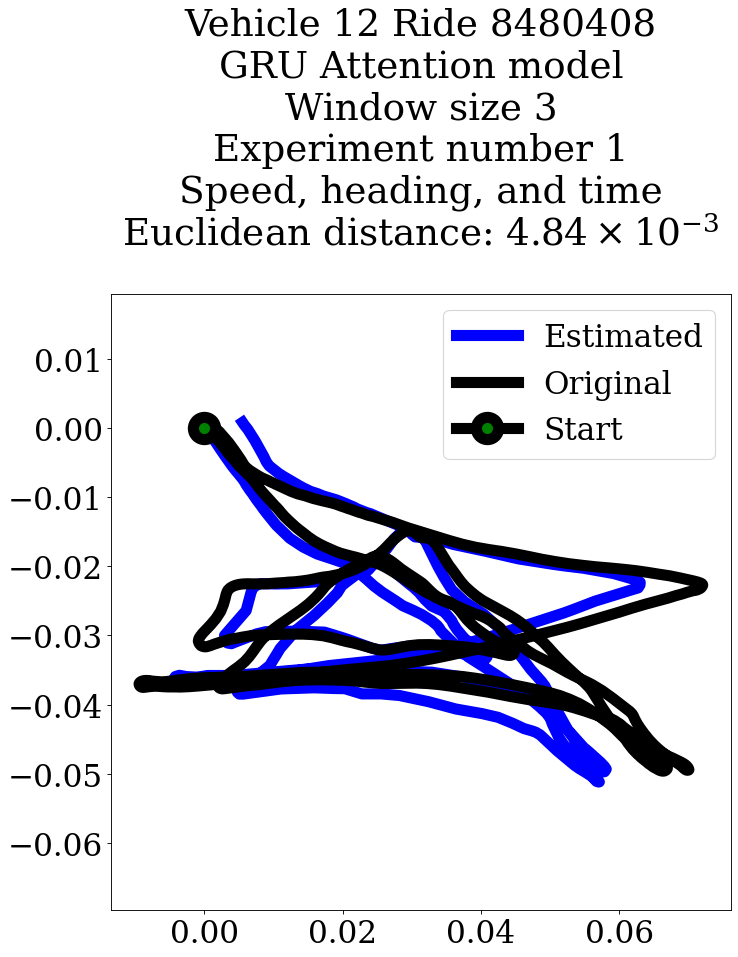 Vehicle 12 Ride 8480408
GRU Attention model
Window size 3
Experiment number 1
Speed, heading, and time
Euclidean distance: 4.84 × 10⁻³
Estimated
Original
Start
0.01
0.00
−0.01
−0.02
−0.03
−0.04
−0.05
−0.06
0.00 0.02 0.04 0.06